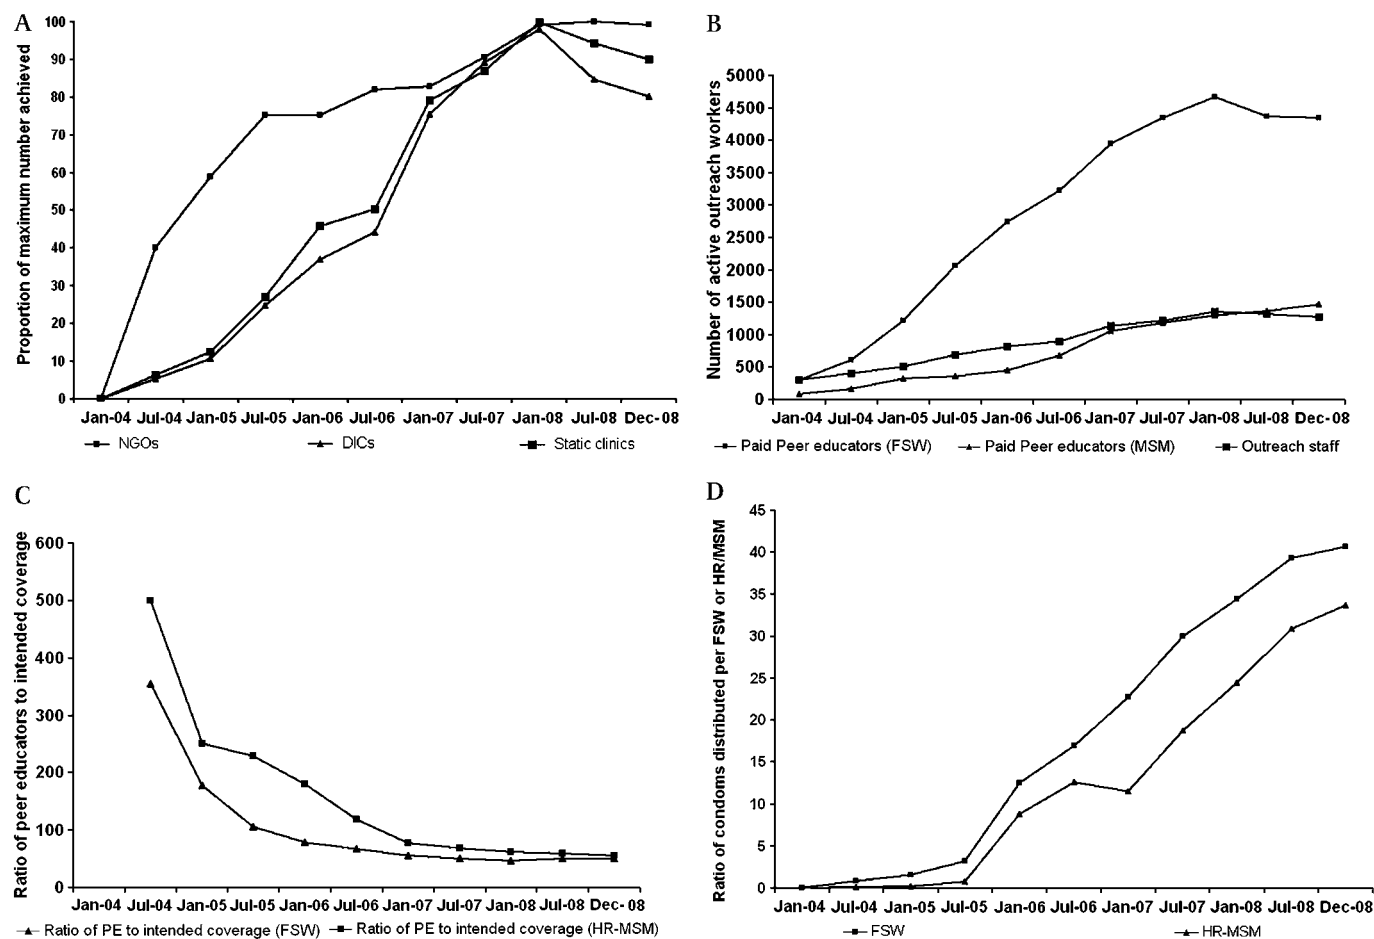 A
Proportion of maximum number achieved
100
90
80
70
60
50
40
30
20
10
0
Jan-04 Jul-04 Jan-05 Jul-05 Jan-06 Jul-06 Jan-07 Jul-07 Jan-08 Jul-08 Dec-08
NGOs DICs Static clinics
B
Number of active outreach workers
5000
4500
4000
3500
3000
2500
2000
1500
1000
500
0
Jan-04 Jul-04 Jan-05 Jul-05 Jan-06 Jul-06 Jan-07 Jul-07 Jan-08 Jul-08 Dec- 08
Paid Peer educators (FSW) Paid Peer educators (MSM) Outreach staff
C
Ratio of peer educators to intended coverage
600
500
400
300
200
100
0
Jan-04 Jul-04 Jan-05 Jul-05 Jan-06 Jul-06 Jan-07 Jul-07 Jan-08 Jul-08 Dec- 08
Ratio of PE to intended coverage (FSW) Ratio of PE to intended coverage (HR-MSM)
D
Ratio of condoms distributed per FSW or HR/MSM
45
40
35
30
25
20
15
10
5
0
Jan-04 Jul-04 Jan-05 Jul-05 Jan-06 Jul-06 Jan-07 Jul-07 Jan-08 Jul-08 Dec-08
FSW HR-MSM